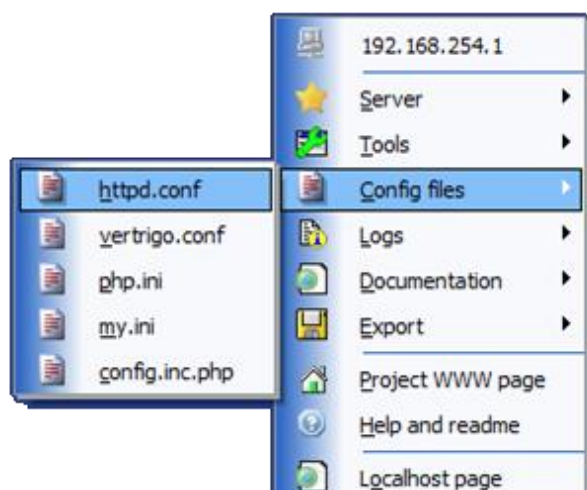 192.168.254.1
Server
Tools
Config files
httpd.conf
vertrigo.conf
php.ini
my.ini
config.inc.php
Logs
Documentation
Export
Project WWW page
Help and readme
Localhost page